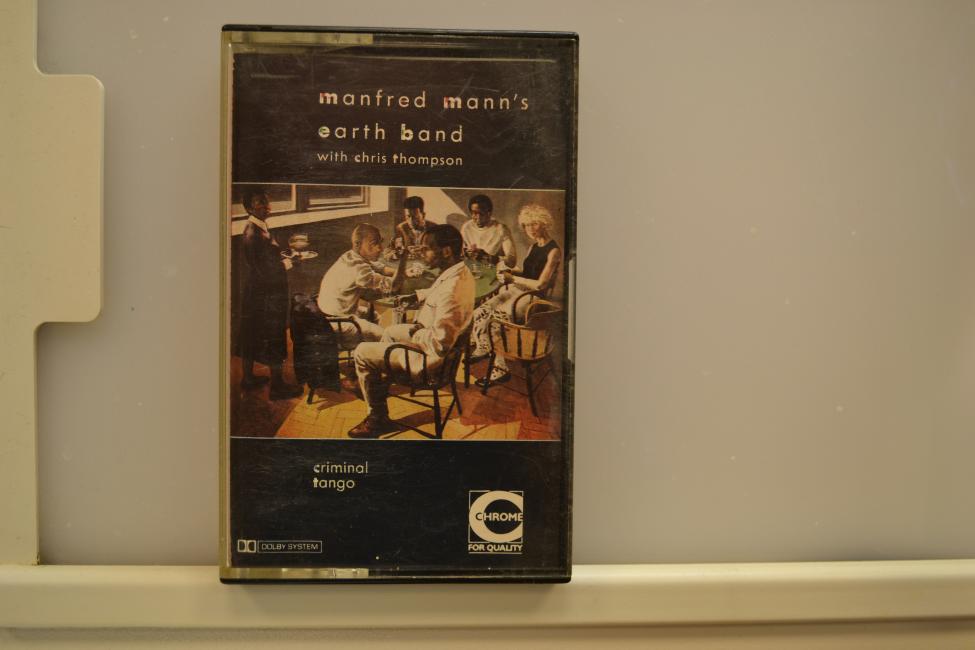 manfred mann's
earth band
with chris thompson
criminal
tango
CHROME
FOR QUALITY
DOLBY SYSTEM